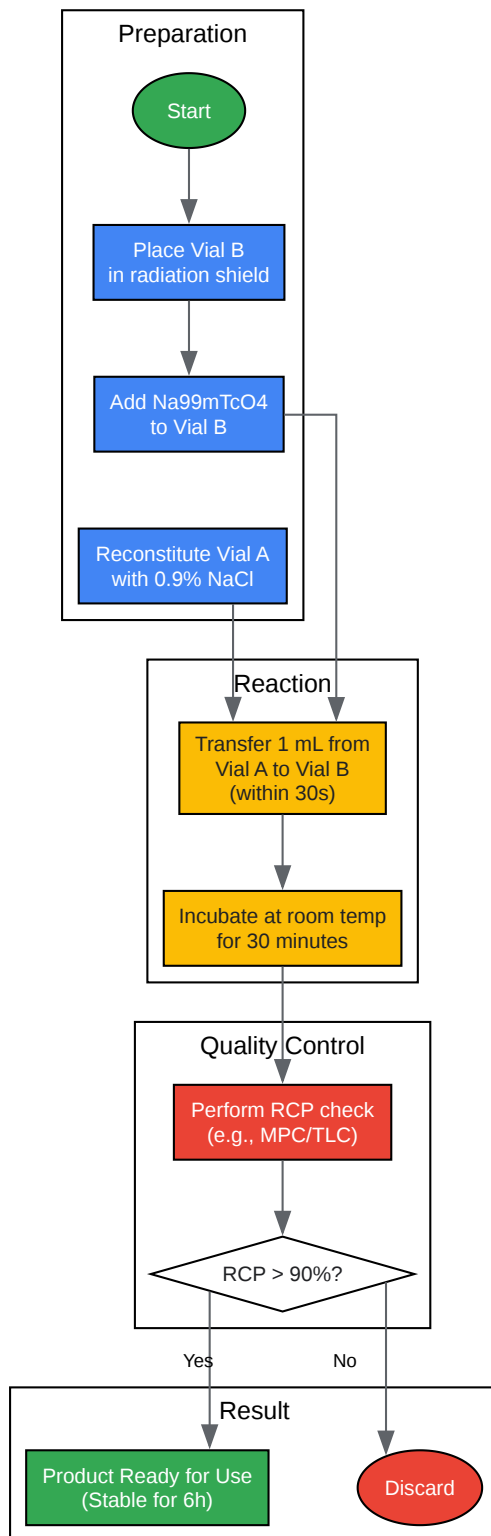 Preparation
Start
Place Vial B
in radiation shield
Add Na99mTcO4
to Vial B
Reconstitute Vial A
with 0.9% NaCl
Reaction
Transfer 1 mL from
Vial A to Vial B
(within 30s)
Incubate at room temp
for 30 minutes
Quality Control
Perform RCP check
(e.g., MPC/TLC)
RCP > 90%?
Yes
No
Result
Product Ready for Use
(Stable for 6h)
Discard